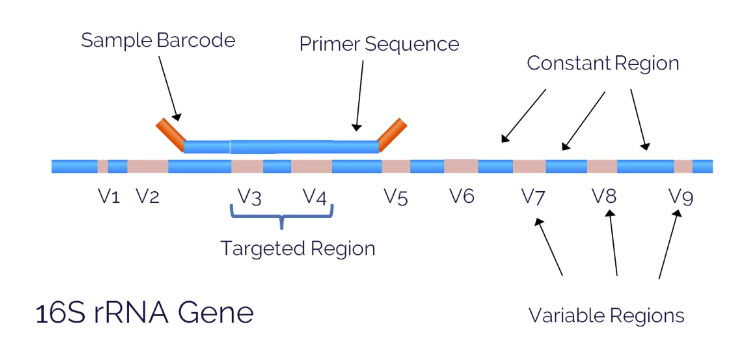 Sample Barcode
Primer Sequence
Constant Region
V1 V2 V3 V4 V5 V6 V7 V8 V9
Targeted Region
16S rRNA Gene
Variable Regions